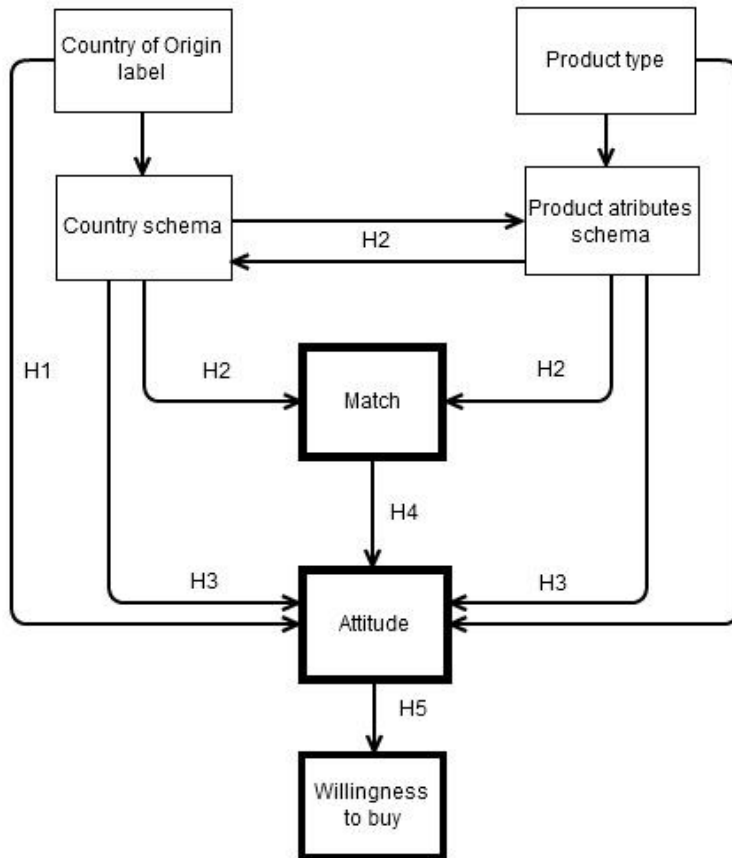 Country of Origin
label
Product type
Country schema
Product atributes
schema
H2
H1
H2
Match
H2
H4
H3
H3
Attitude
H5
Willingness
to buy